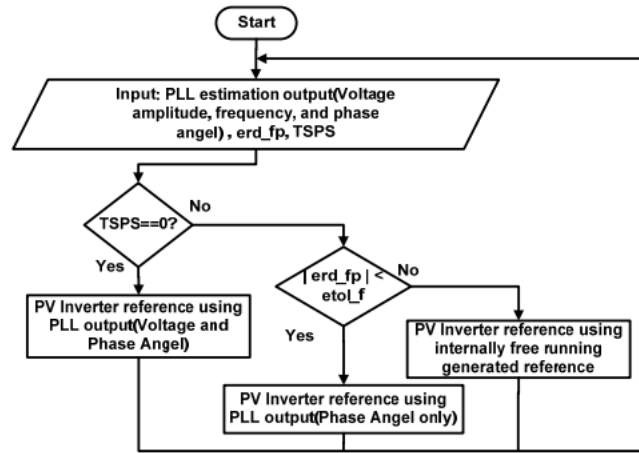 Start
Input: PLL estimation output(Voltage
amplitude, frequency, and phase
angel) , erd_fp, TSPS
TSPS==0?
No
Yes
| erd_fp | <
etol_f
No
Yes
PV Inverter reference using
PLL output(Voltage and
Phase Angel)
PV Inverter reference using
internally free running
generated reference
PV Inverter reference using
PLL output(Phase Angel only)